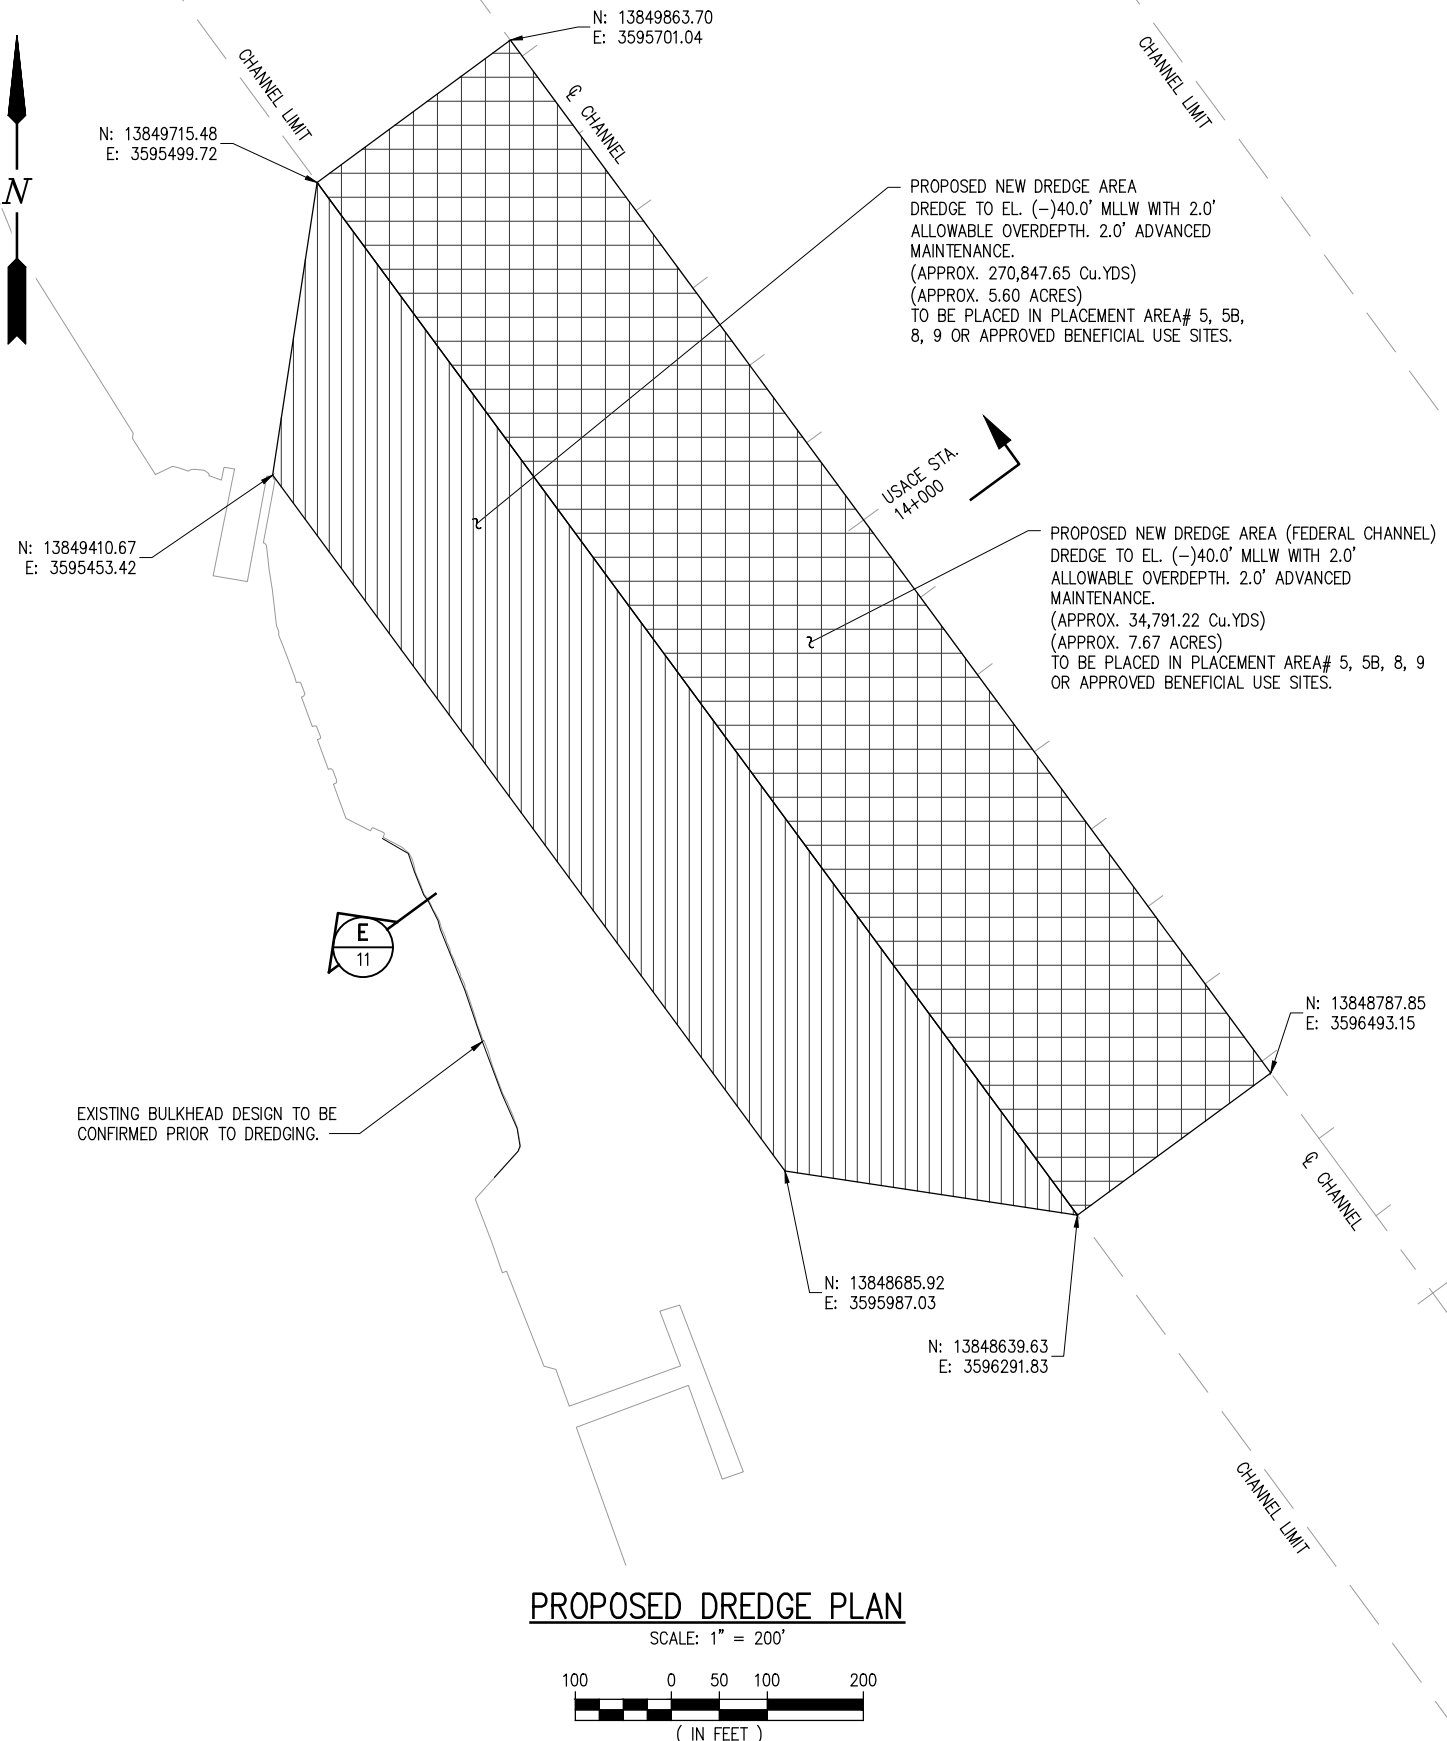 N: 13849863.70
E: 3595701.04
CHANNEL LIMIT
℄ CHANNEL
CHANNEL LIMIT
N: 13849715.48
E: 3595499.72
N
PROPOSED NEW DREDGE AREA
DREDGE TO EL. (-)40.0' MLLW WITH 2.0'
ALLOWABLE OVERDEPTH. 2.0' ADVANCED
MAINTENANCE.
(APPROX. 270,847.65 Cu.YDS)
(APPROX. 5.60 ACRES)
TO BE PLACED IN PLACEMENT AREA# 5, 5B,
8, 9 OR APPROVED BENEFICIAL USE SITES.
USACE STA.
14+000
N: 13849410.67
E: 3595453.42
PROPOSED NEW DREDGE AREA (FEDERAL CHANNEL)
DREDGE TO EL. (-)40.0' MLLW WITH 2.0'
ALLOWABLE OVERDEPTH. 2.0' ADVANCED
MAINTENANCE.
(APPROX. 34,791.22 Cu.YDS)
(APPROX. 7.67 ACRES)
TO BE PLACED IN PLACEMENT AREA# 5, 5B, 8, 9
OR APPROVED BENEFICIAL USE SITES.
E
11
N: 13848787.85
E: 3596493.15
EXISTING BULKHEAD DESIGN TO BE
CONFIRMED PRIOR TO DREDGING.
℄ CHANNEL
N: 13848685.92
E: 3595987.03
N: 13848639.63
E: 3596291.83
CHANNEL LIMIT
PROPOSED DREDGE PLAN
SCALE: 1" = 200'
100 0 50 100 200
( IN FEET )